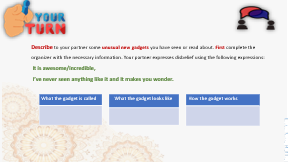 YOUR
TURN
Describe to your partner some unusual new gadgets you have seen or read about. First complete the
organizer with the necessary information. Your partner expresses disbelief using the following expressions:
It is awesome/incredible,
I've never seen anything like it and it makes you wonder.
What the gadget is called
What the gadget looks like
How the gadget works